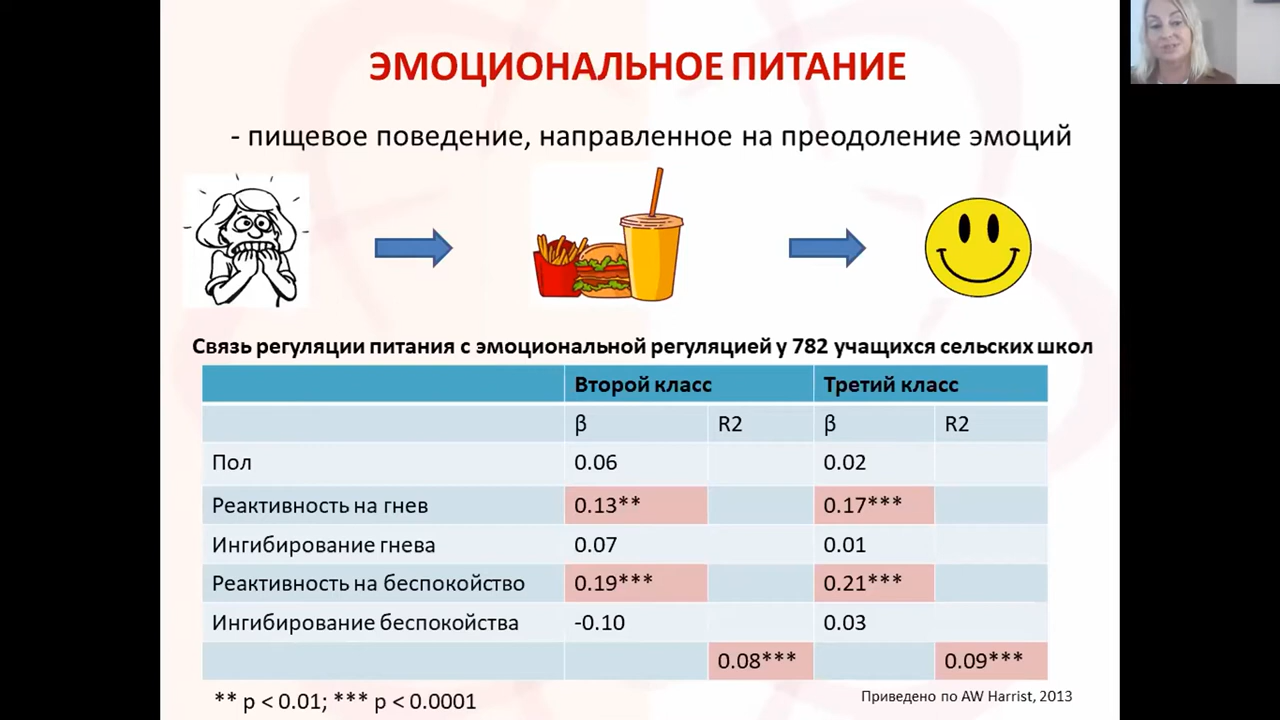 ЭМОЦИОНАЛЬНОЕ ПИТАНИЕ
- пищевое поведение, направленное на преодоление эмоций
Связь регуляции питания с эмоциональной регуляцией у 782 учащихся сельских школ
Второй класс Третий класс
β R2 β R2
Пол 0.06 0.02
Реактивность на гнев 0.13** 0.17***
Ингибирование гнева 0.07 0.01
Реактивность на беспокойство 0.19*** 0.21***
Ингибирование беспокойства -0.10 0.03
0.08*** 0.09***
** p < 0.01; *** p < 0.0001
Приведено по AW Harrist, 2013